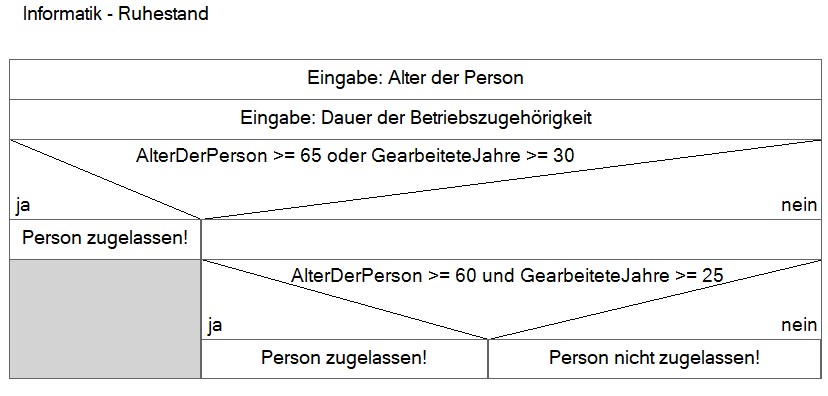 Informatik - Ruhestand
Eingabe: Alter der Person
Eingabe: Dauer der Betriebszugehörigkeit
AlterDerPerson >= 65 oder GearbeiteteJahre >= 30
ja
nein
Person zugelassen!
AlterDerPerson >= 60 und GearbeiteteJahre >= 25
ja
nein
Person zugelassen!
Person nicht zugelassen!